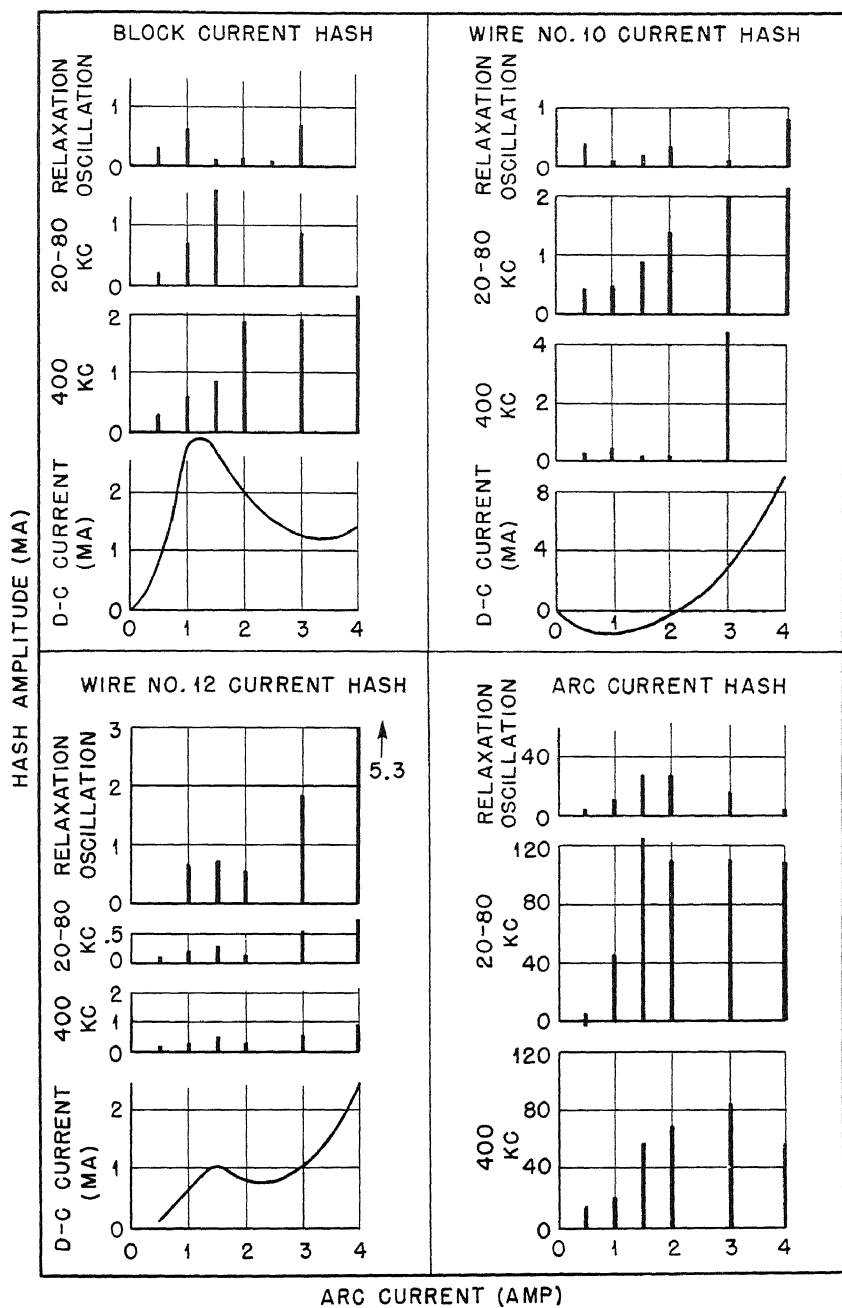 BLOCK CURRENT HASH
RELAXATION
OSCILLATION
1
0
20-80
KC
1
0
400
KC
2
1
0
D-C CURRENT
(MA)
2
1
0
0 1 2 3 4
WIRE NO. 10 CURRENT HASH
RELAXATION
OSCILLATION
1
0
20-80
KC
2
1
0
400
KC
4
2
0
D-C CURRENT
(MA)
8
4
0
0 1 2 3 4
HASH AMPLITUDE (MA)
WIRE NO. 12 CURRENT HASH
RELAXATION
OSCILLATION
3
2
1
0
5.3
20-80
KC
.5
0
400
KC
2
1
0
D-C CURRENT
(MA)
2
1
0
0 1 2 3 4
ARC CURRENT HASH
RELAXATION
OSCILLATION
40
0
20-80
KC
120
80
40
0
400
KC
120
80
40
0
0 1 2 3 4
ARC CURRENT (AMP)